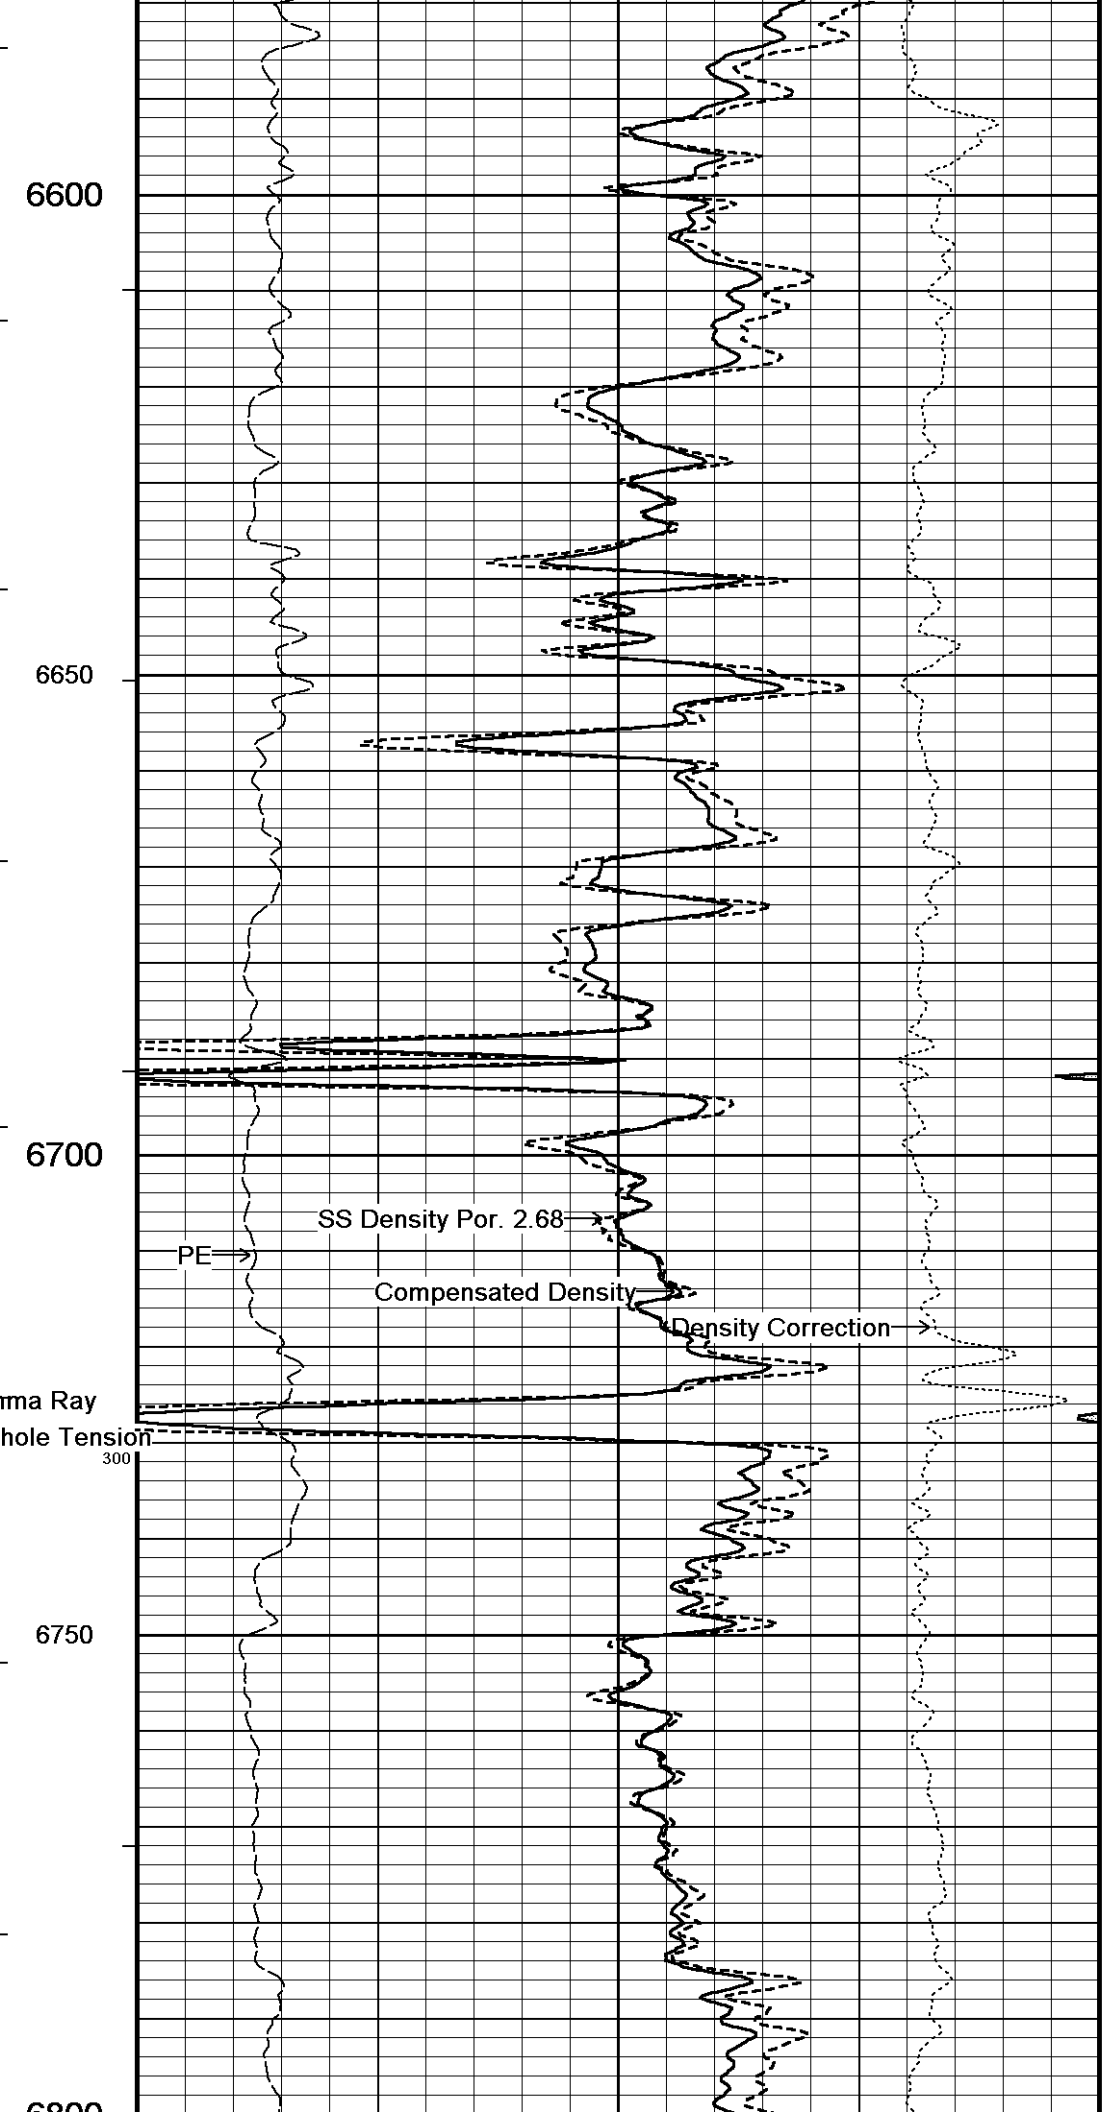 6600
6650
6700
SS Density Por. 2.68
PE
Compensated Density
Density Correction
mma Ray
hole Tension
300
6750
6800